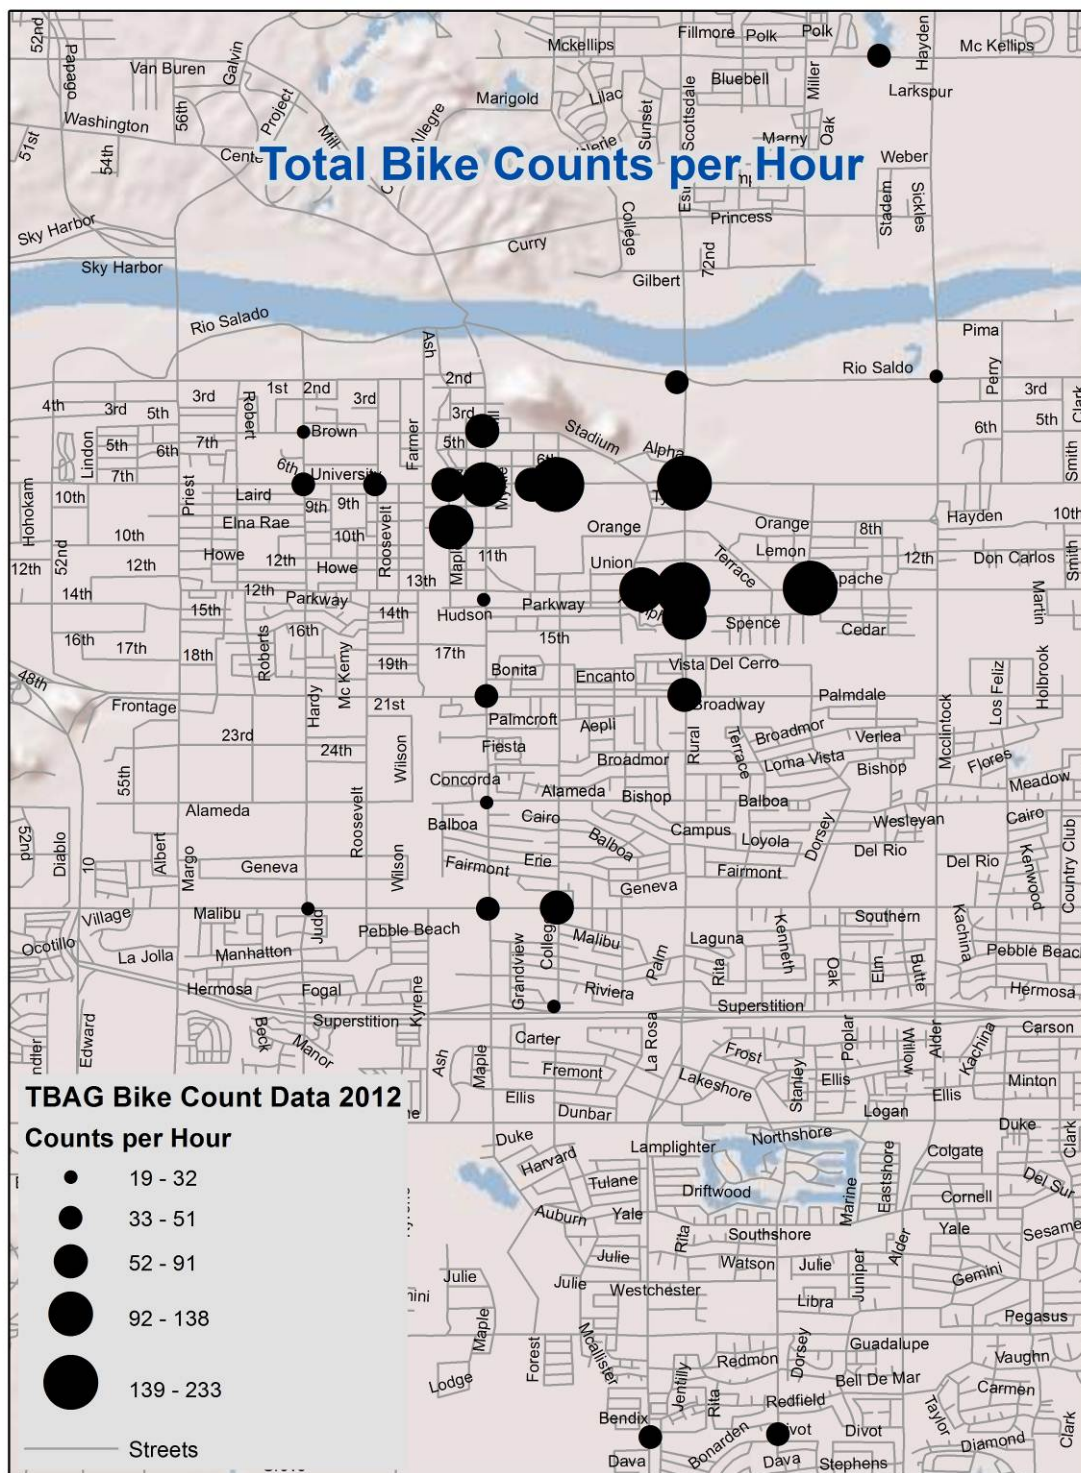 52nd
Papago
Van Buren
Galvin
Mckellips
Fillmore
Polk
Polk
Hayden
Mc Kellips
56th
Project
Marigold
Lilac
Sunset
Scottsdale
Bluebell
Miller
Larkspur
51st
Washington
54th
Allegre
Marny
Oak
Weber
Total Bike Counts per Hour
Stadem
Sickles
Sky Harbor
Sky Harbor
Curry
College
Princess
72nd
Gilbert
Rio Salado
Ash
Pima
Rio Salado
Perry
4th
3rd
5th
3rd
Robert
1st
2nd
3rd
2nd
3rd
Clark
Lindon
5th
6th
7th
Brown
Farmer
3rd
5th
Stadium
Alpha
6th
5th
Smith
Hohokam
7th
10th
Priest
6th
University
Laird
9th
9th
Hayden
10th
Elna Rae
10th
Roosevelt
Orange
Orange
8th
52nd
10th
12th
12th
Howe
12th
Howe
13th
Maple
11th
Union
Terrace
Lemon
12th
Don Carlos
Smith
14th
15th
12th
Parkway
14th
Hudson
Parkway
Spence
Cedar
Martin
16th
17th
18th
Roberts
16th
Mc Kemy
19th
17th
15th
Bonita
Encanto
Vista Del Cerro
48th
Frontage
Hardy
21st
Palmcroft
Aepli
Broadway
Palmdale
Los Feliz
Holbrook
23rd
24th
Wilson
Fiesta
Broadmor
Rural
Terrace
Broadmor
Loma Vista
Verlea
Bishop
Mcclintock
Flores
55th
Alameda
Concorda
Alameda
Bishop
Balboa
Meadow
52nd
Diablo
10
Albert
Margo
Roosevelt
Balboa
Cairo
Balboa
Campus
Loyola
Dorsey
Wesleyan
Del Rio
Cairo
Geneva
Wilson
Fairmont
Erie
Geneva
Fairmont
Del Rio
Kenwood
Country Club
Village
Malibu
Judd
Pebble Beach
Southern
Ocotillo
La Jolla
Manhatton
Grandview
Malibu
Palm
Laguna
Rita
Kenneth
Oak
Elm
Butte
Kachina
Pebble Beach
Hermosa
Fogal
Kyrene
Riviera
Superstition
Hermosa
Edward
Beck
Superstition
Manor
Ash
Maple
Carter
La Rosa
Frost
Stanley
Poplar
Willow
Alder
Kachina
Carson
TBAG Bike Count Data 2012
Fremont
Lakeshore
Ellis
Minton
Counts per Hour
Ellis
Dunbar
Logan
Ellis
Duke
Clark
19 - 32
Duke
Harvard
Lamplighter
Northshore
Colgate
33 - 51
Tulane
Driftwood
Marine
Eastshore
Cornell
Del Sur
52 - 91
Auburn
Yale
Rita
Southshore
Alder
Yale
Sesame
92 - 138
Julie
Julie
Julie
Westchester
Watson
Julie
Libra
Juniper
Gemini
Pegasus
139 - 233
Maple
Lodge
Forest
Mcallister
Jentilly
Redmon
Dorsey
Guadalupe
Bell De Mar
Vaughn
Carmen
Streets
Bendix
Rita
Redfield
Divot
Taylor
Clark
Dava
Bonarden
Dava
Stephens
Diamond